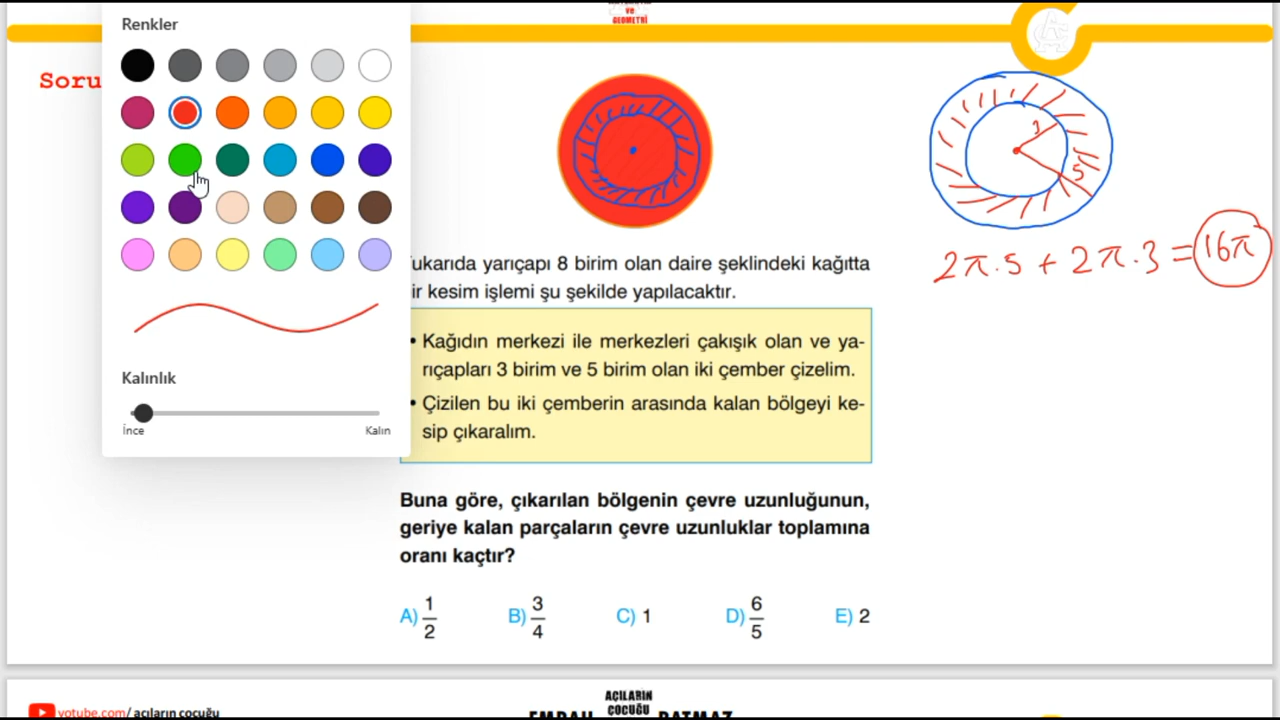 Renkler
ve
GEOMETRİ
Soru
3
5
2π.5 + 2π.3 = 16π
ukarıda yarıçapı 8 birim olan daire şeklindeki kağıtta
ir kesim işlemi şu şekilde yapılacaktır.
• Kağıdın merkezi ile merkezleri çakışık olan ve ya-
rıçapları 3 birim ve 5 birim olan iki çember çizelim.
• Çizilen bu iki çemberin arasında kalan bölgeyi ke-
sip çıkaralım.
Kalınlık
İnce Kalın
Buna göre, çıkarılan bölgenin çevre uzunluğunun,
geriye kalan parçaların çevre uzunluklar toplamına
oranı kaçtır?
A) 1/2 B) 3/4 C) 1 D) 6/5 E) 2
votube.com/ açıların çocuğu
AÇILARIN
ÇOCUĞU
EMRAH BATMAZ